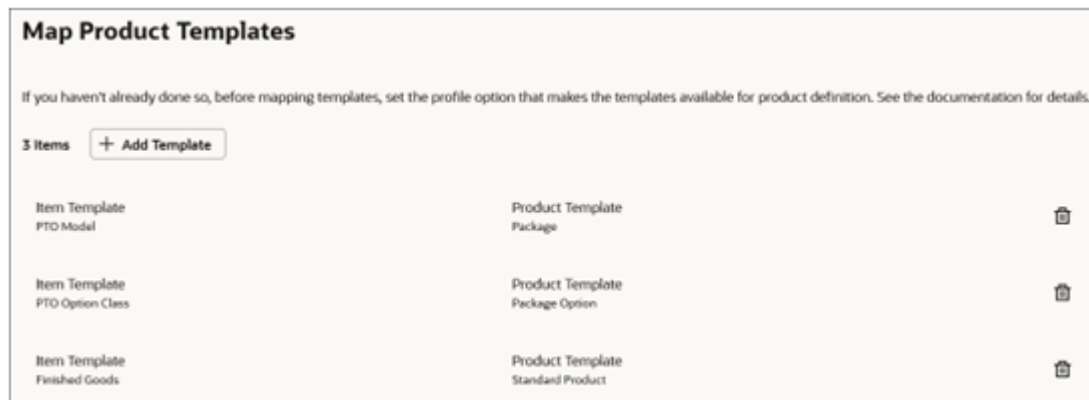 Map Product Templates
If you haven't already done so, before mapping templates, set the profile option that makes the templates available for product definition. See the documentation for details.
3 Items + Add Template
Item Template Product Template
PTO Model Package
Item Template Product Template
PTO Option Class Package Option
Item Template Product Template
Finished Goods Standard Product